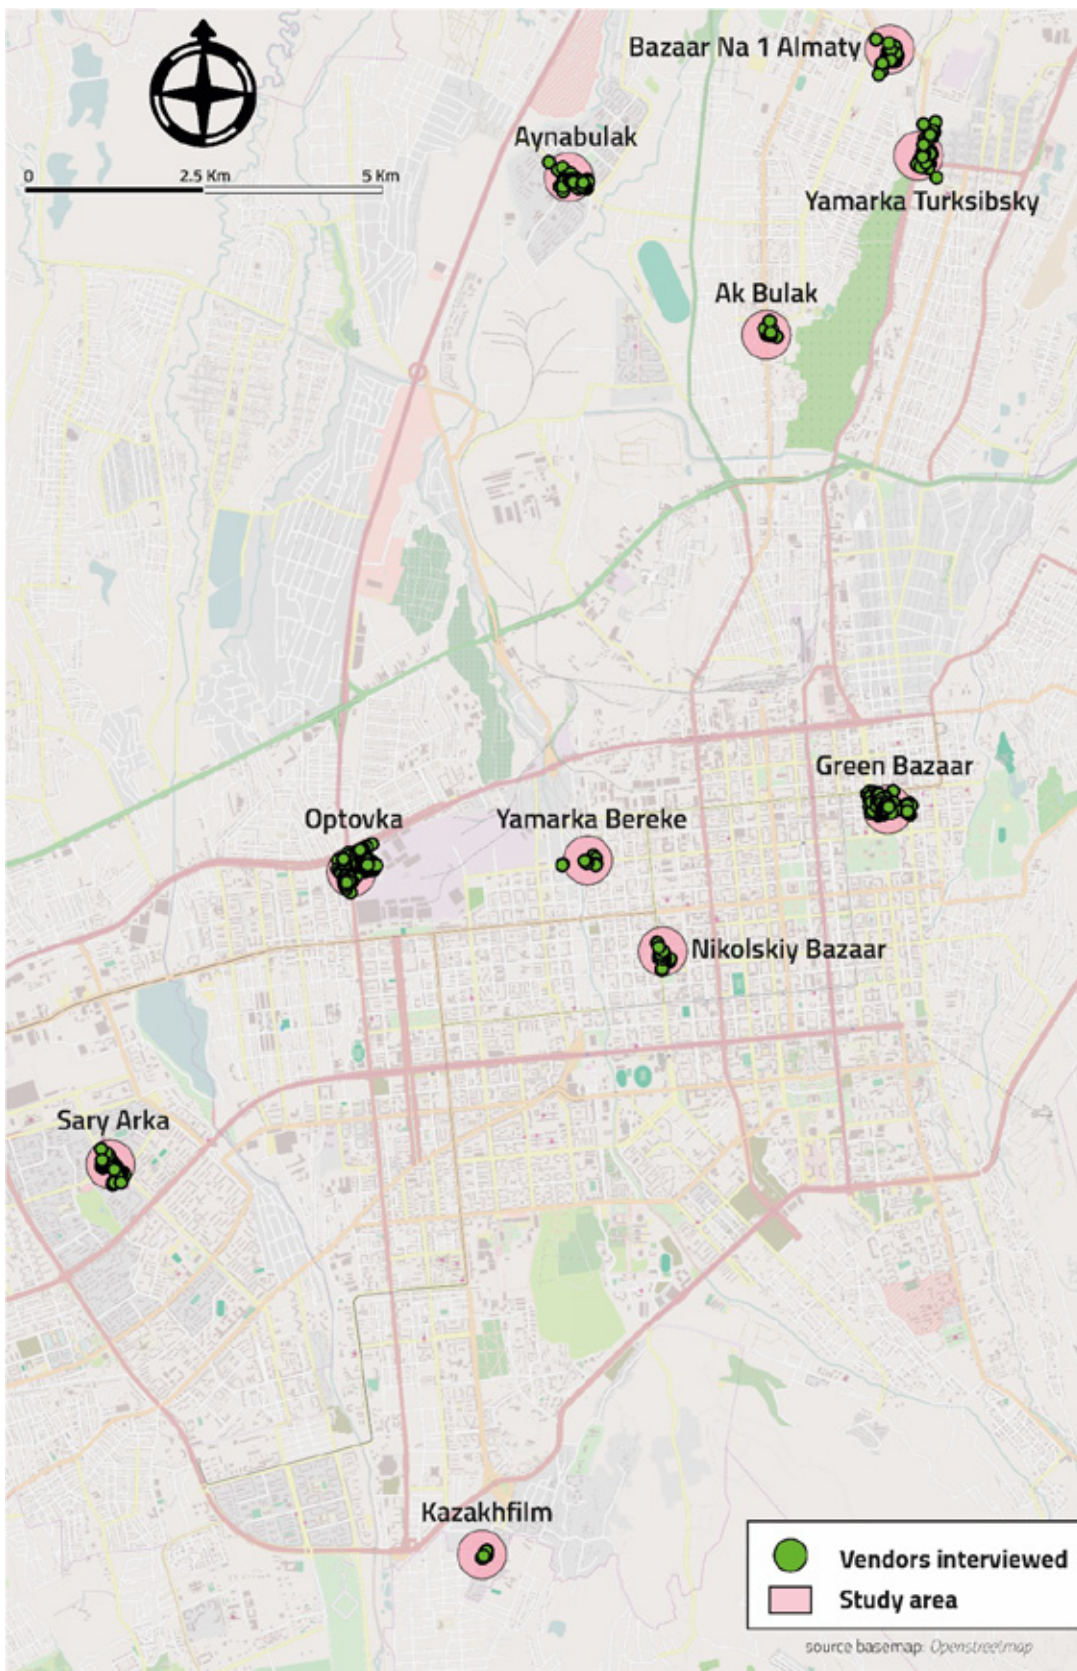 Bazaar Na 1 Almaty
Aynabulak
0 2.5 Km 5 Km
Yamarka Turksibsky
Ak Bulak
Green Bazaar
Optovka
Yamarka Bereke
Nikolskiy Bazaar
Sary Arka
Kazakhfilm
Vendors interviewed
Study area
source basemap: Openstreetmap